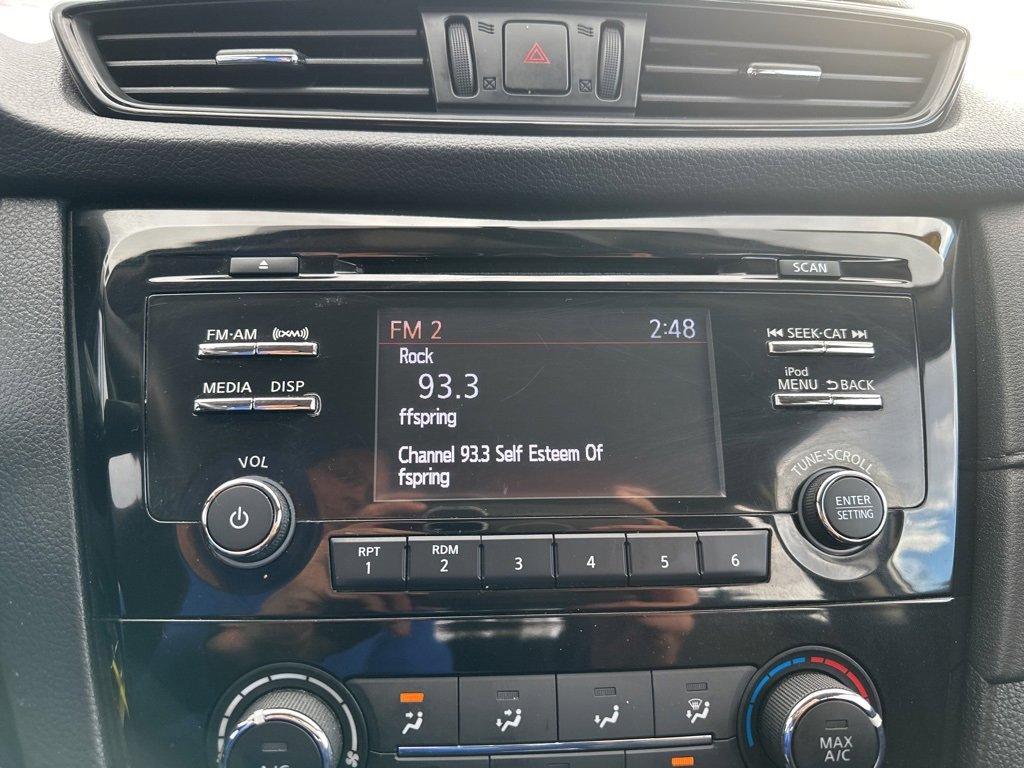 SCAN
FM·AM ((XM))
SEEK·CAT
MEDIA DISP
iPod
MENU BACK
FM 2 2:48
Rock
93.3
ffspring
Channel 93.3 Self Esteem Of
fspring
VOL
TUNE·SCROLL
ENTER
SETTING
RPT
1
RDM
2
3
4
5
6
A/C
MAX
A/C